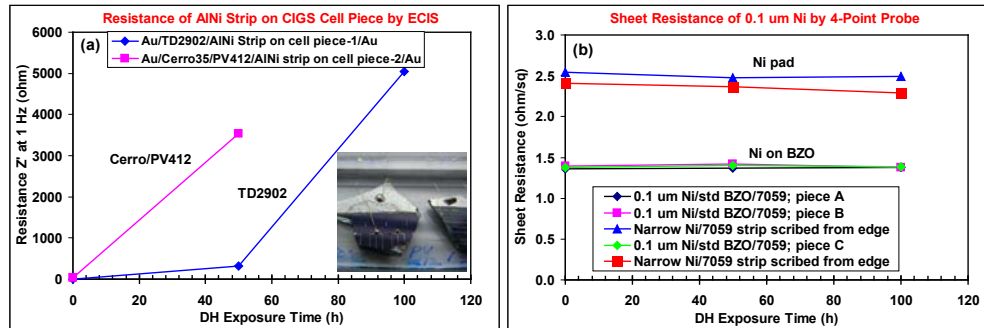 Resistance of AlNi Strip on CIGS Cell Piece by ECIS
(a)
Au/TD2902/AlNi Strip on cell piece-1/Au
Au/Cerro35/PV412/AlNi strip on cell piece-2/Au
Resistance Z' at 1 Hz (ohm)
6000
5000
4000
3000
2000
1000
0
Cerro/PV412
TD2902
0 20 40 60 80 100 120
DH Exposure Time (h)
Sheet Resistance of 0.1 um Ni by 4-Point Probe
(b)
Sheet Resistance (ohm/sq)
3.0
2.5
2.0
1.5
1.0
0.5
0.0
Ni pad
Ni on BZO
0.1 um Ni/std BZO/7059; piece A
0.1 um Ni/std BZO/7059; piece B
Narrow Ni/7059 strip scribed from edge
0.1 um Ni/std BZO/7059; piece C
Narrow Ni/7059 strip scribed from edge
0 20 40 60 80 100 120
DH Exposure Time (h)